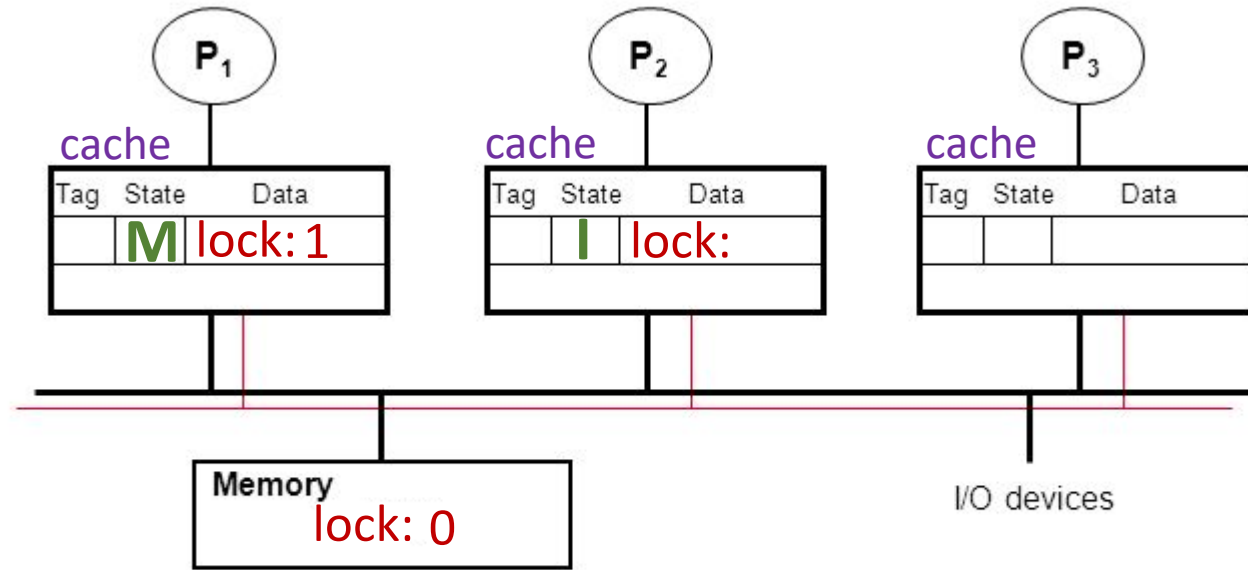 P1 P2 P3
cache cache cache
Tag State Data Tag State Data Tag State Data
M lock: 1 I lock:
Memory
lock: 0
I/O devices